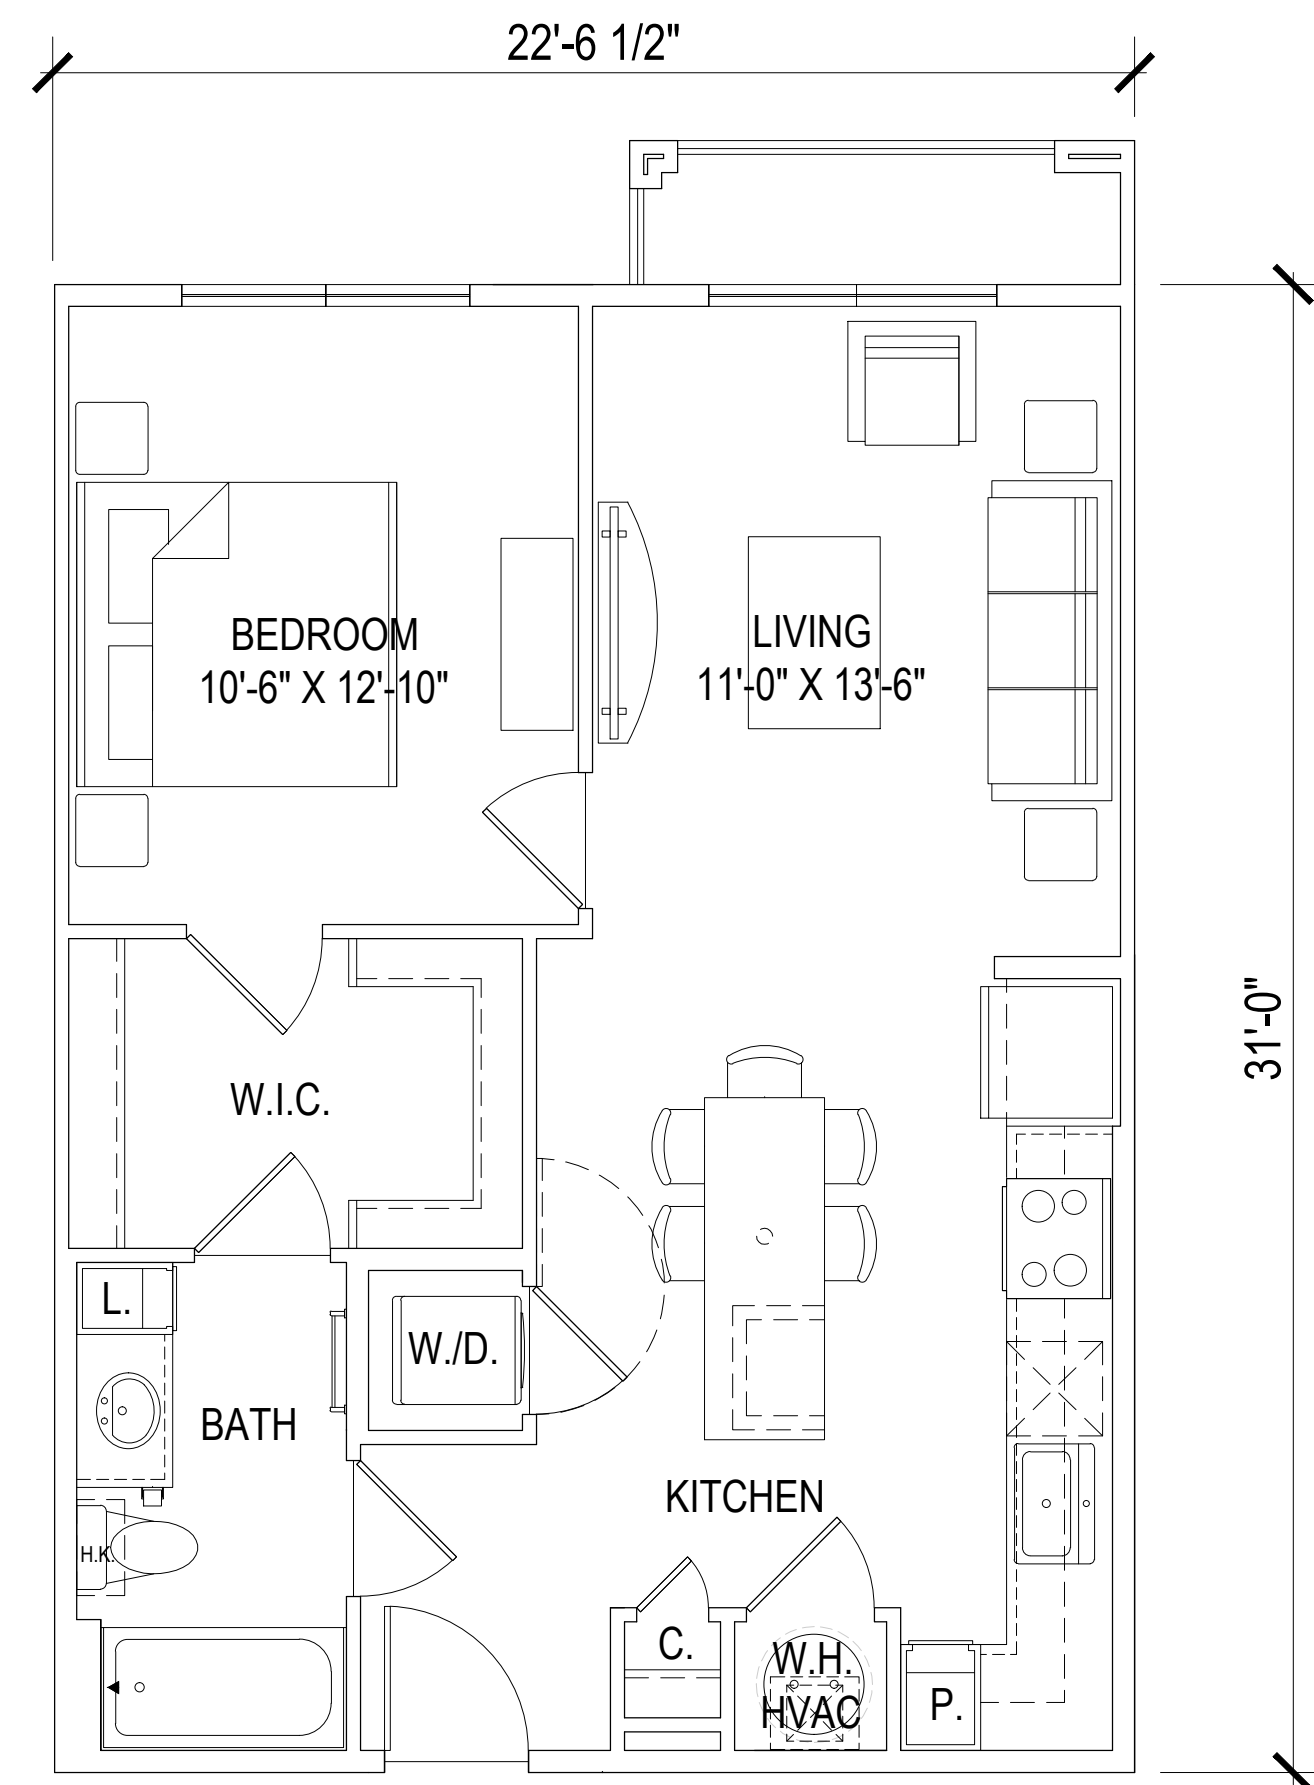 22'-6 1/2"
BEDROOM
10'-6" X 12'-10"
LIVING
11'-0" X 13'-6"
31'-0"
W.I.C.
L.
W./D.
BATH
KITCHEN
H.K.
C.
W.H.
HVAC
P.